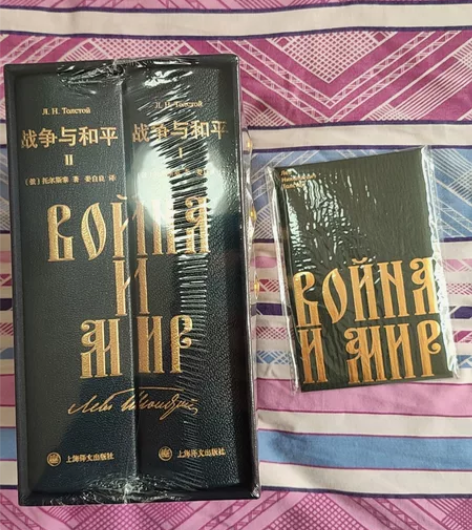 Л. Н. Толстой
战争与和平
II
(俄) 托尔斯泰 著 娄自良 译
Л. Н. Толстой
战争与和平
I
ВОЙНА
И
МИР
上海译文出版社
上海译文出版社
ВОЙНА
И МИР